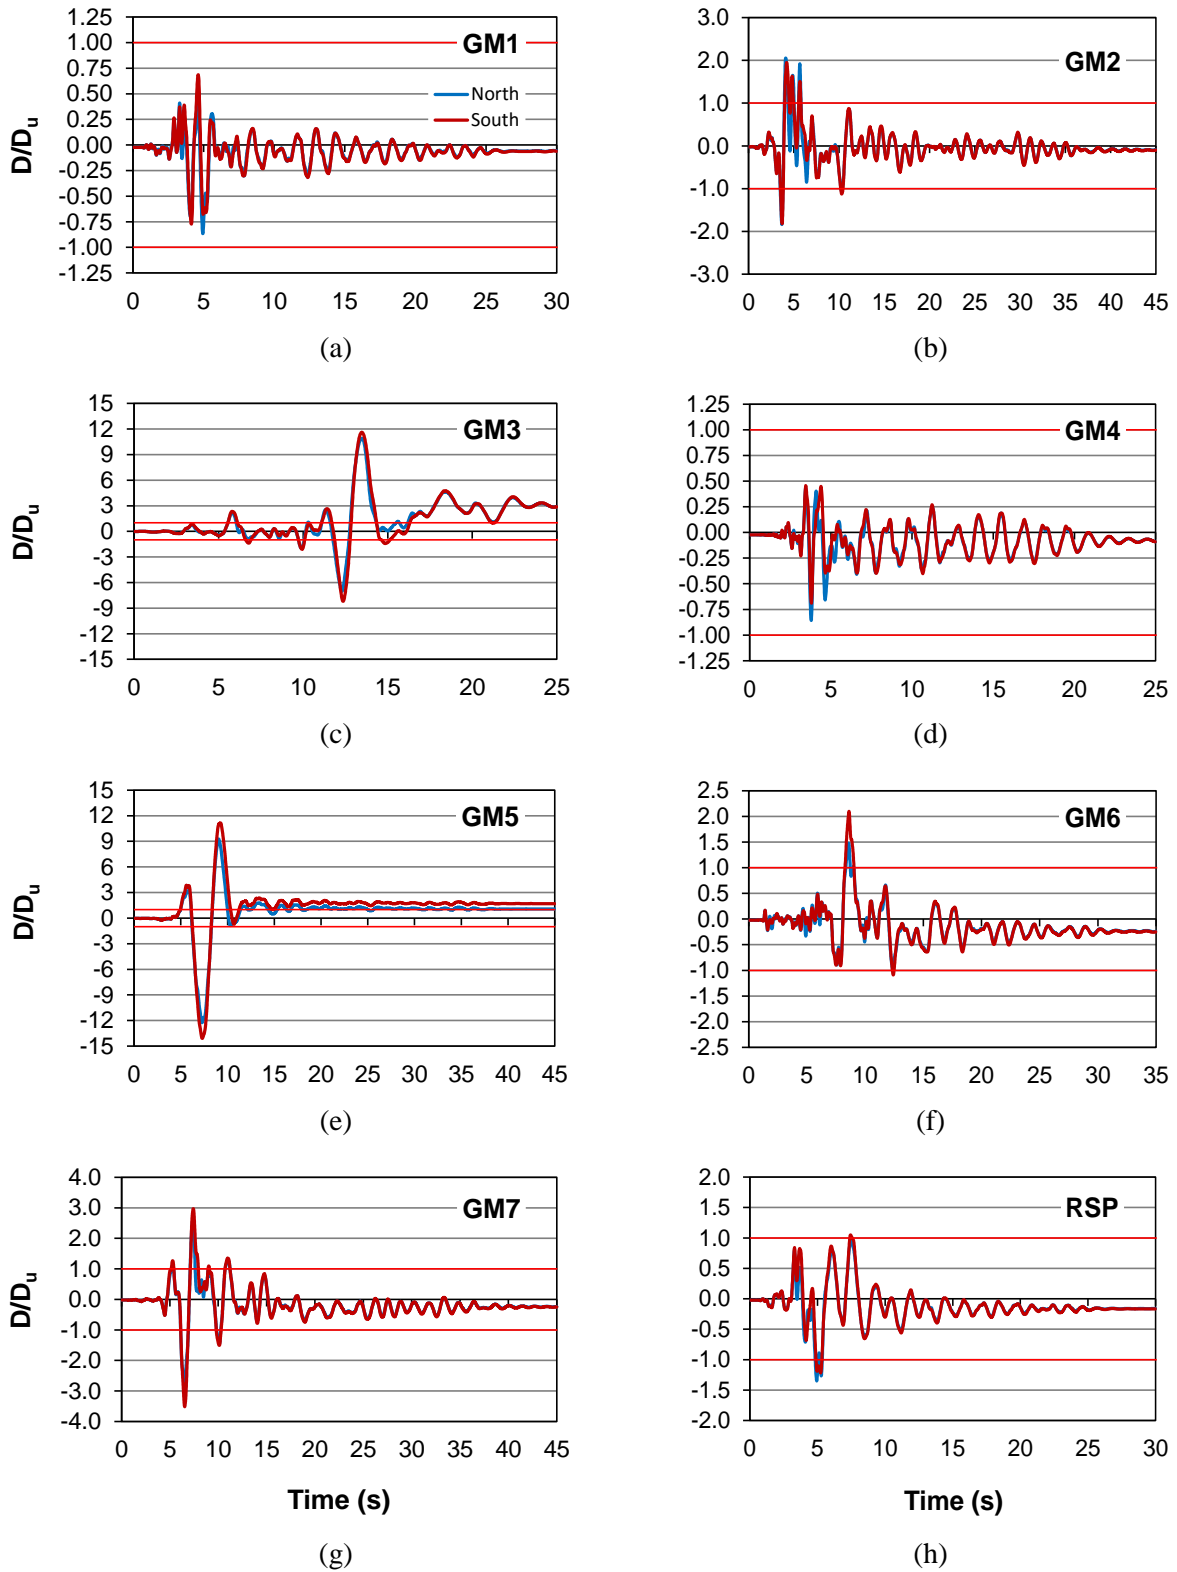 D/Du
1.25
1.00
0.75
0.50
0.25
0.00
-0.25
-0.50
-0.75
-1.00
-1.25
GM1
North
South
0 5 10 15 20 25 30
(a)
3.0
2.0
1.0
0.0
-1.0
-2.0
-3.0
GM2
0 5 10 15 20 25 30 35 40 45
(b)
D/Du
15
12
9
6
3
0
-3
-6
-9
-12
-15
GM3
0 5 10 15 20 25
(c)
1.25
1.00
0.75
0.50
0.25
0.00
-0.25
-0.50
-0.75
-1.00
-1.25
GM4
0 5 10 15 20 25
(d)
D/Du
15
12
9
6
3
0
-3
-6
-9
-12
-15
GM5
0 5 10 15 20 25 30 35 40 45
(e)
2.5
2.0
1.5
1.0
0.5
0.0
-0.5
-1.0
-1.5
-2.0
-2.5
GM6
0 5 10 15 20 25 30 35
(f)
D/Du
4.0
3.0
2.0
1.0
0.0
-1.0
-2.0
-3.0
-4.0
GM7
0 5 10 15 20 25 30 35 40 45
Time (s)
(g)
2.0
1.5
1.0
0.5
0.0
-0.5
-1.0
-1.5
-2.0
RSP
0 5 10 15 20 25 30
Time (s)
(h)